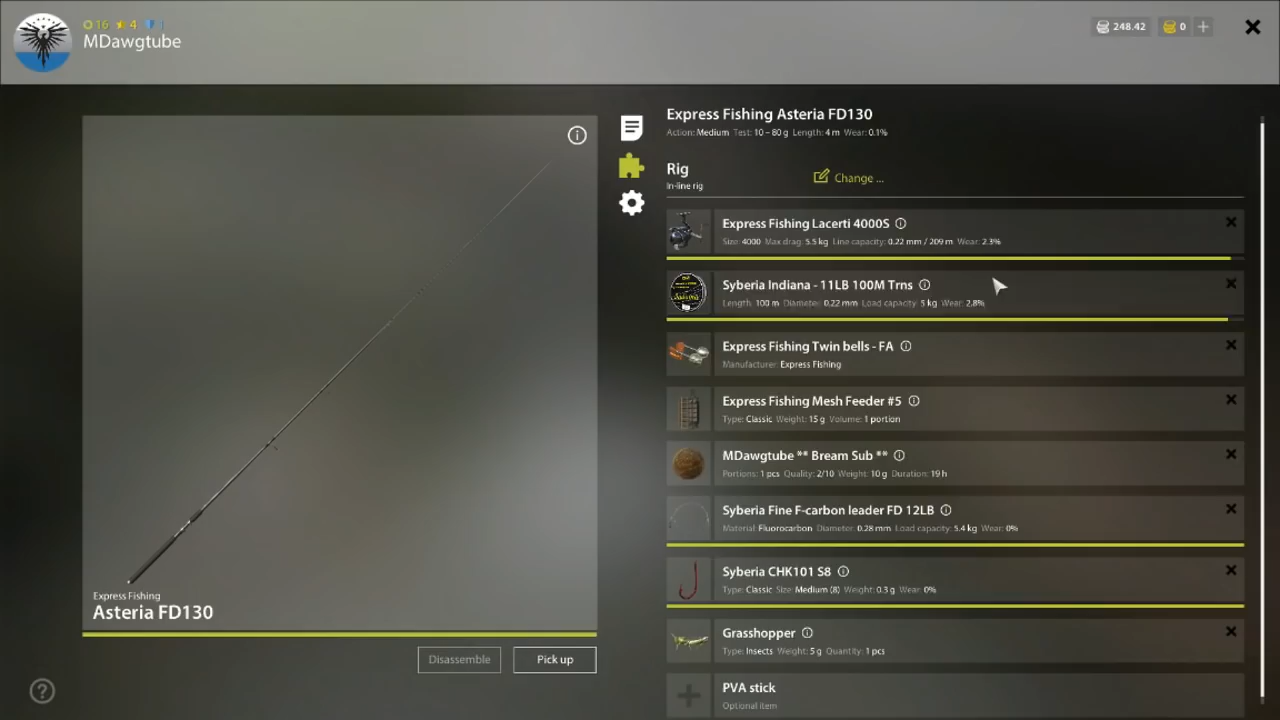 16 4 1
MDawgtube
248.42
0
Express Fishing Asteria FD130
Action: Medium Test: 10 – 80 g Length: 4 m Wear: 0.1%
Rig
In-line rig
Change ...
Express Fishing Lacerti 4000S
Size: 4000 Max drag: 5.5 kg Line capacity: 0.22 mm / 209 m Wear: 2.3%
Syberia Indiana - 11LB 100M Trns
Length: 100 m Diameter: 0.22 mm Load capacity: 5 kg Wear: 2.8%
Express Fishing Twin bells - FA
Manufacturer: Express Fishing
Express Fishing Mesh Feeder #5
Type: Classic Weight: 15 g Volume: 1 portion
MDawgtube ** Bream Sub **
Portions: 1 pcs Quality: 2/10 Weight: 10 g Duration: 19 h
Syberia Fine F-carbon leader FD 12LB
Material: Fluorocarbon Diameter: 0.28 mm Load capacity: 5.4 kg Wear: 0%
Syberia CHK101 S8
Type: Classic Size: Medium (8) Weight: 0.3 g Wear: 0%
Grasshopper
Type: Insects Weight: 5 g Quantity: 1 pcs
PVA stick
Optional item
Express Fishing
Asteria FD130
Disassemble
Pick up